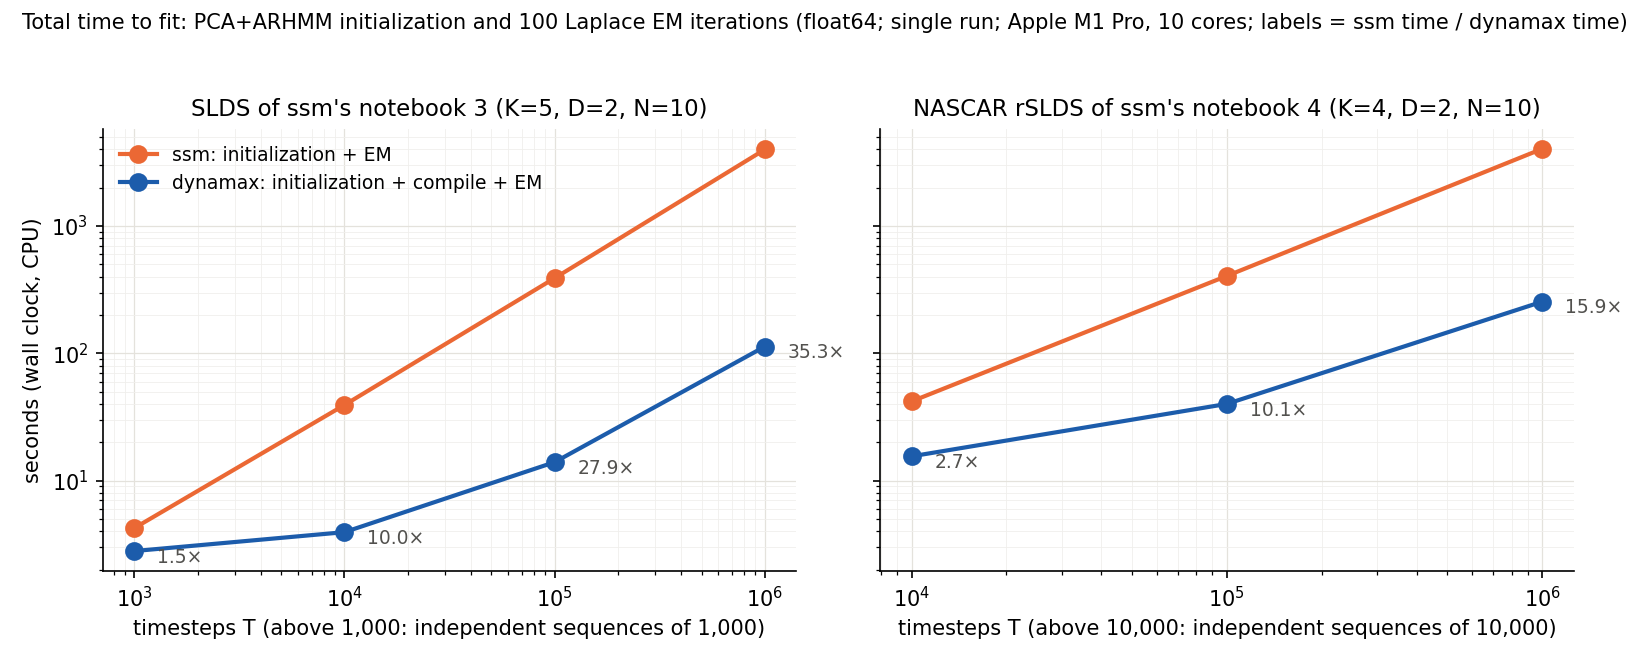 Total time to fit: PCA+ARHMM initialization and 100 Laplace EM iterations (float64; single run; Apple M1 Pro, 10 cores; labels = ssm time / dynamax time)
SLDS of ssm's notebook 3 (K=5, D=2, N=10)
ssm: initialization + EM
dynamax: initialization + compile + EM
seconds (wall clock, CPU)
10³
10²
10¹
1.5×
10.0×
27.9×
35.3×
10³ 10⁴ 10⁵ 10⁶
timesteps T (above 1,000: independent sequences of 1,000)
NASCAR rSLDS of ssm's notebook 4 (K=4, D=2, N=10)
2.7×
10.1×
15.9×
10⁴ 10⁵ 10⁶
timesteps T (above 10,000: independent sequences of 10,000)